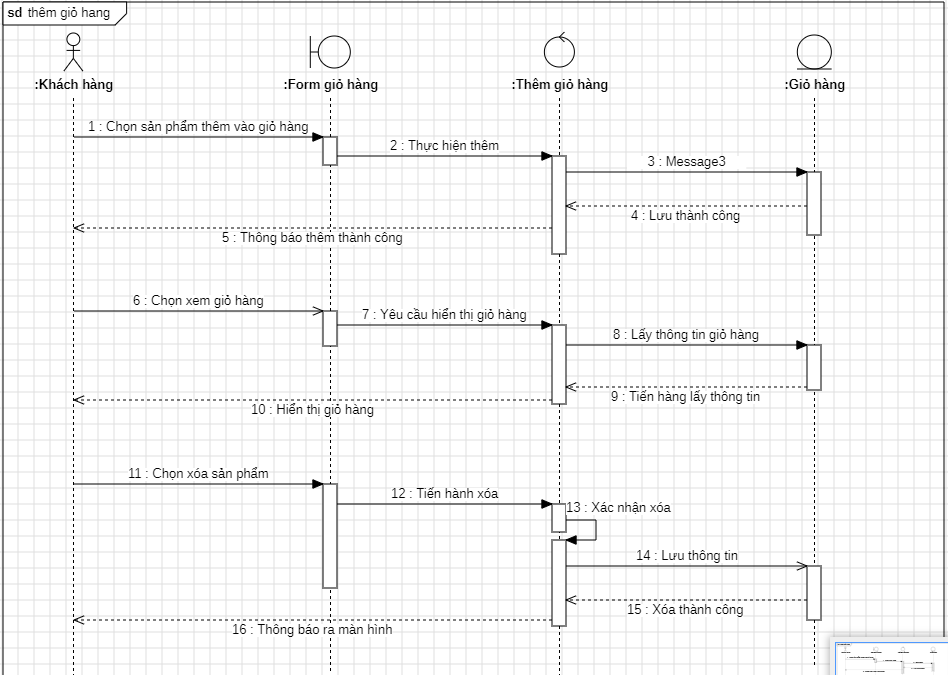 sd thêm giỏ hang
:Khách hàng
:Form giỏ hàng
:Thêm giỏ hàng
:Giỏ hàng
1 : Chọn sản phẩm thêm vào giỏ hàng
2 : Thực hiện thêm
3 : Message3
4 : Lưu thành công
5 : Thông báo thêm thành công
6 : Chọn xem giỏ hàng
7 : Yêu cầu hiển thị giỏ hàng
8 : Lấy thông tin giỏ hàng
9 : Tiến hàng lấy thông tin
10 : Hiển thị giỏ hàng
11 : Chọn xóa sản phẩm
12 : Tiến hành xóa
13 : Xác nhận xóa
14 : Lưu thông tin
15 : Xóa thành công
16 : Thông báo ra màn hình